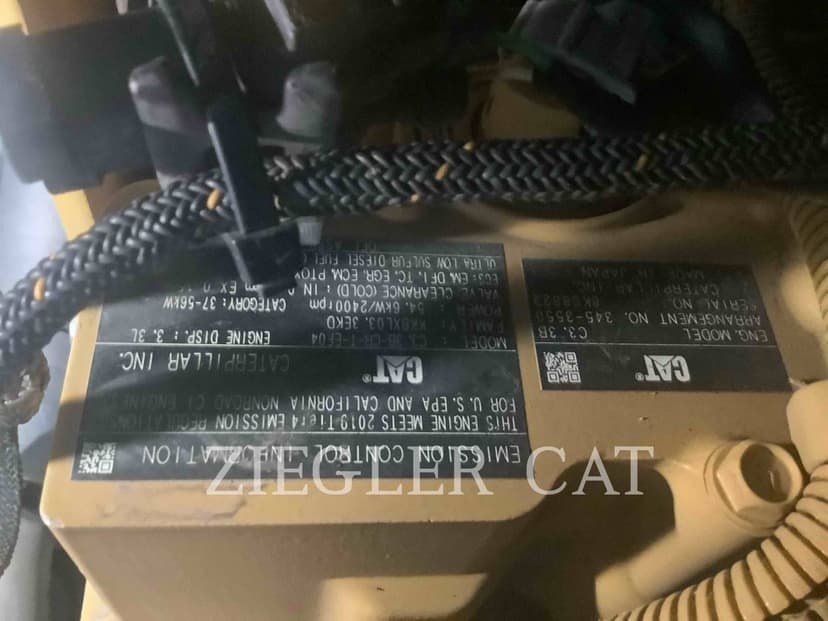 EMISSION CONTROL INFORMATION
THIS ENGINE MEETS 2019 Tier4 EMISSION REGULATION
FOR U.S. EPA AND CALIFORNIA NONROAD CI ENGINE
CAT®
CATERPILLAR INC.
MODEL :
ENGINE DISP.: 3.3L
FAMILY : KKBXL03.3EKD
POWER : 54.6kW/2400rpm
CATEGORY: 37-56kW
VALVE CLEARANCE (COLD): IN
EGS: EM, DFI, TC, EGR, ECM, PTOX
ULTRA LOW SULFUR DIESEL FUEL
CAT®
ENG. MODEL C3.3B
ARRANGEMENT NO. 345-3550
SERIAL NO.
CATERPILLAR INC.
MADE IN JAPAN
ZIEGLER CAT